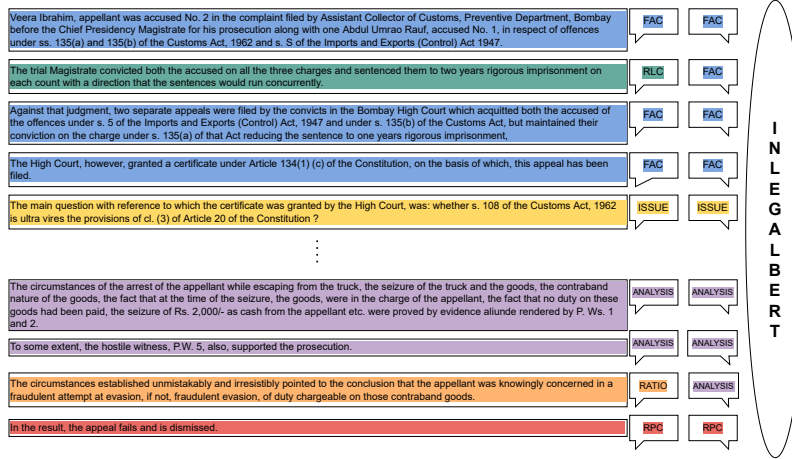 Veera Ibrahim, appellant was accused No. 2 in the complaint filed by Assistant Collector of Customs, Preventive Department, Bombay
before the Chief Presidency Magistrate for his prosecution along with one Abdul Umrao Rauf, accused No. 1, in respect of offences
under ss. 135(a) and 135(b) of the Customs Act, 1962 and s. S of the Imports and Exports (Control) Act 1947.
FAC FAC
The trial Magistrate convicted both the accused on all the three charges and sentenced them to two years rigorous imprisonment on
each count with a direction that the sentences would run concurrently.
RLC FAC
Against that judgment, two separate appeals were filed by the convicts in the Bombay High Court which acquitted both the accused of
the offences under s. 5 of the Imports and Exports (Control) Act, 1947 and under s. 135(b) of the Customs Act, but maintained their
conviction on the charge under s. 135(a) of that Act reducing the sentence to one years rigorous imprisonment,
FAC FAC
The High Court, however, granted a certificate under Article 134(1) (c) of the Constitution, on the basis of which, this appeal has been
filed.
FAC FAC
The main question with reference to which the certificate was granted by the High Court, was: whether s. 108 of the Customs Act, 1962
is ultra vires the provisions of cl. (3) of Article 20 of the Constitution ?
ISSUE ISSUE
The circumstances of the arrest of the appellant while escaping from the truck, the seizure of the truck and the goods, the contraband
nature of the goods, the fact that at the time of the seizure, the goods, were in the charge of the appellant, the fact that no duty on these
goods had been paid, the seizure of Rs. 2,000/- as cash from the appellant etc. were proved by evidence aliunde rendered by P. Ws. 1
and 2.
ANALYSIS ANALYSIS
To some extent, the hostile witness, P.W. 5, also, supported the prosecution.
ANALYSIS ANALYSIS
The circumstances established unmistakably and irresistibly pointed to the conclusion that the appellant was knowingly concerned in a
fraudulent attempt at evasion, if not, fraudulent evasion, of duty chargeable on those contraband goods.
RATIO ANALYSIS
In the result, the appeal fails and is dismissed.
RPC RPC
INLEGALBERT